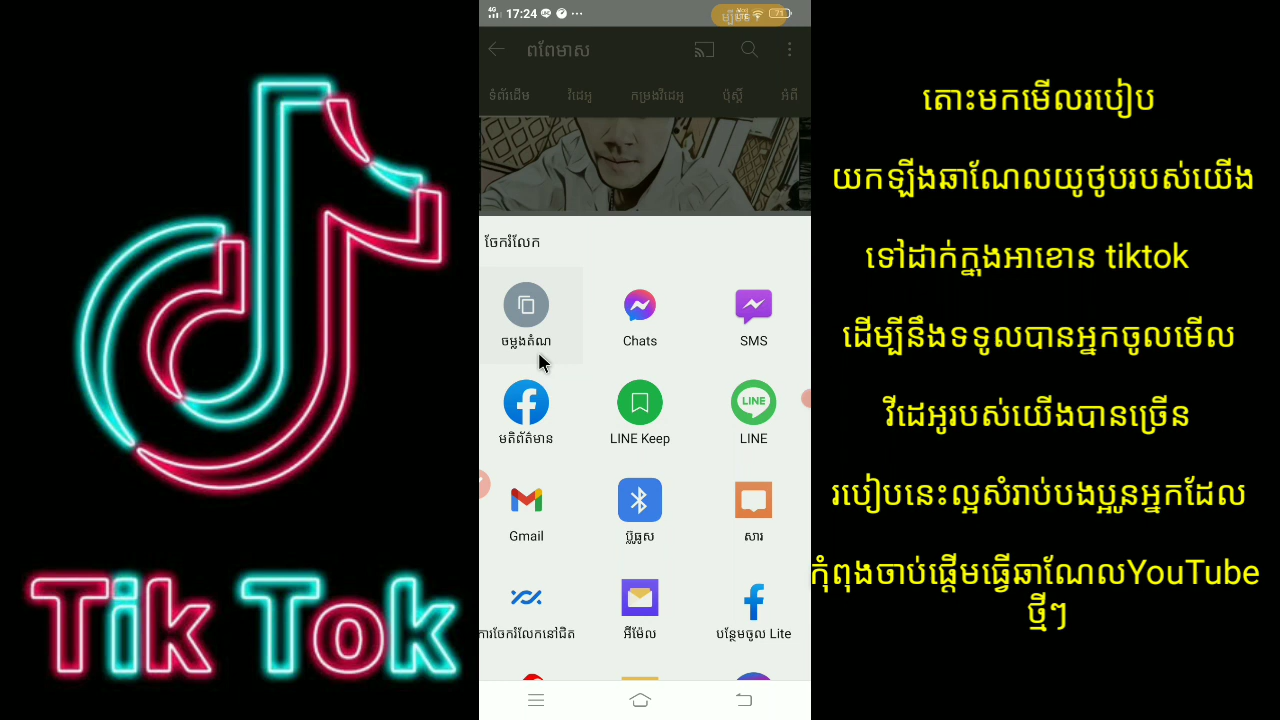 17:24
71
ពពែមាស
ទំព័រដើម
វីដេអូ
កម្រងវីដេអូ
ប៉ុស្តិ៍
អំពី
ចែករំលែក
ចម្លងតំណ
Chats
SMS
មតិព័ត៌មាន
LINE Keep
LINE
LINE
Gmail
ប៊្លូធូស
សារ
ការចែករំលែកនៅជិត
អ៊ីម៉ែល
បន្ថែមចូល Lite
Tik Tok
តោះមកមើលរបៀប
យកឡីងឆាណែលយូថូបរបស់យើង
ទៅដាក់ក្នុងអាខោន tiktok
ដើម្បីនឹងទទូលបានអ្នកចូលមើល
វីដេអូរបស់យើងបានច្រើន
របៀបនេះល្អសំរាប់បងប្អូនអ្នកដែល
កុំពុងចាប់ផ្តើមធ្វើឆាណែលYouTube
ថ្មីៗ